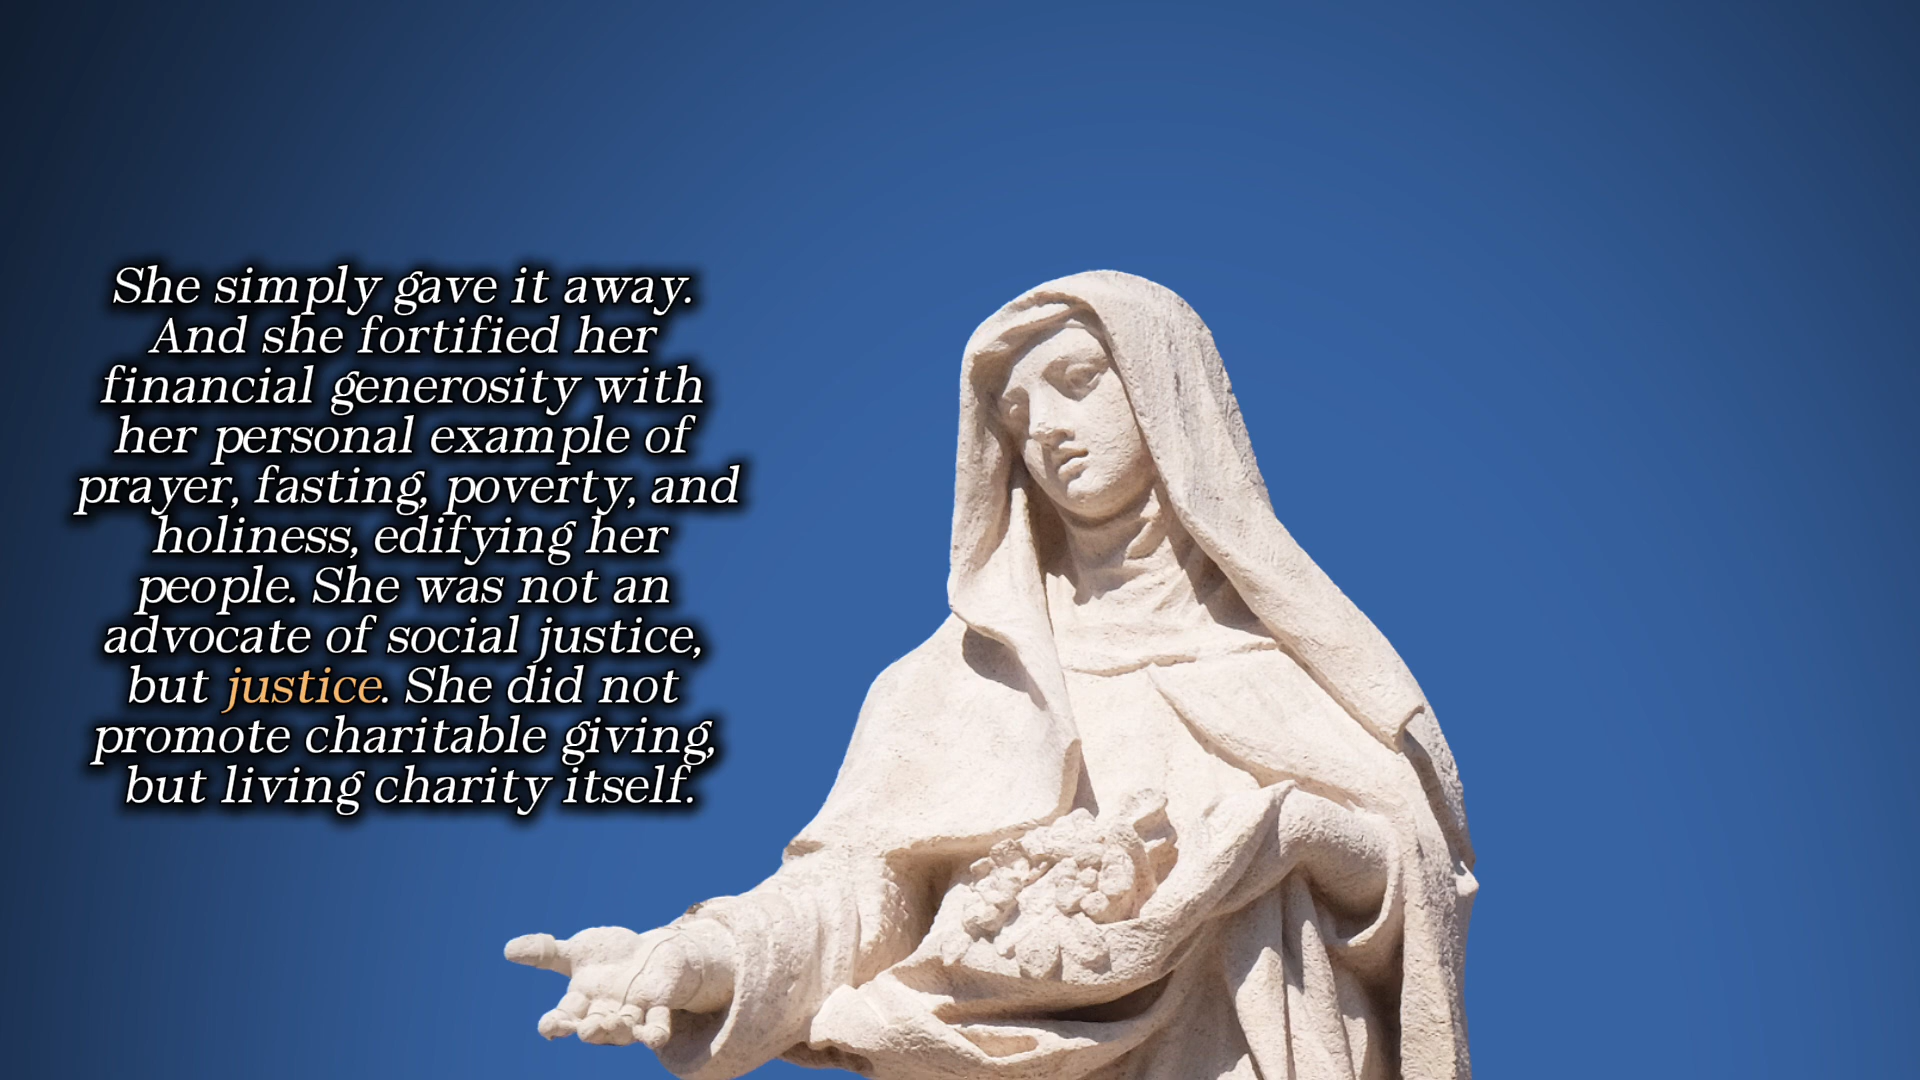 She simply gave it away.
And she fortified her
financial generosity with
her personal example of
prayer, fasting, poverty, and
holiness, edifying her
people. She was not an
advocate of social justice,
but justice. She did not
promote charitable giving,
but living charity itself.